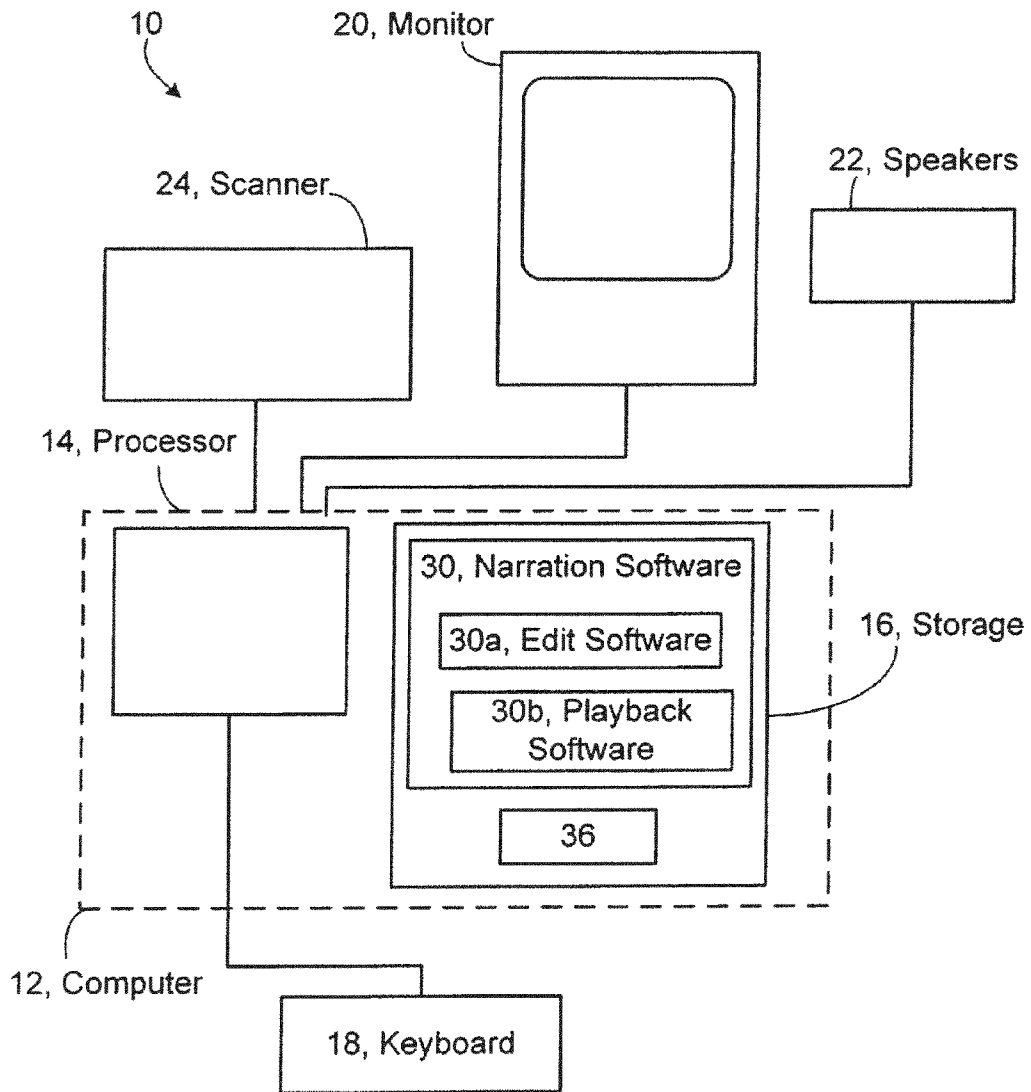 10
20, Monitor
22, Speakers
24, Scanner
14, Processor
30, Narration Software
30a, Edit Software
30b, Playback
Software
16, Storage
36
12, Computer
18, Keyboard